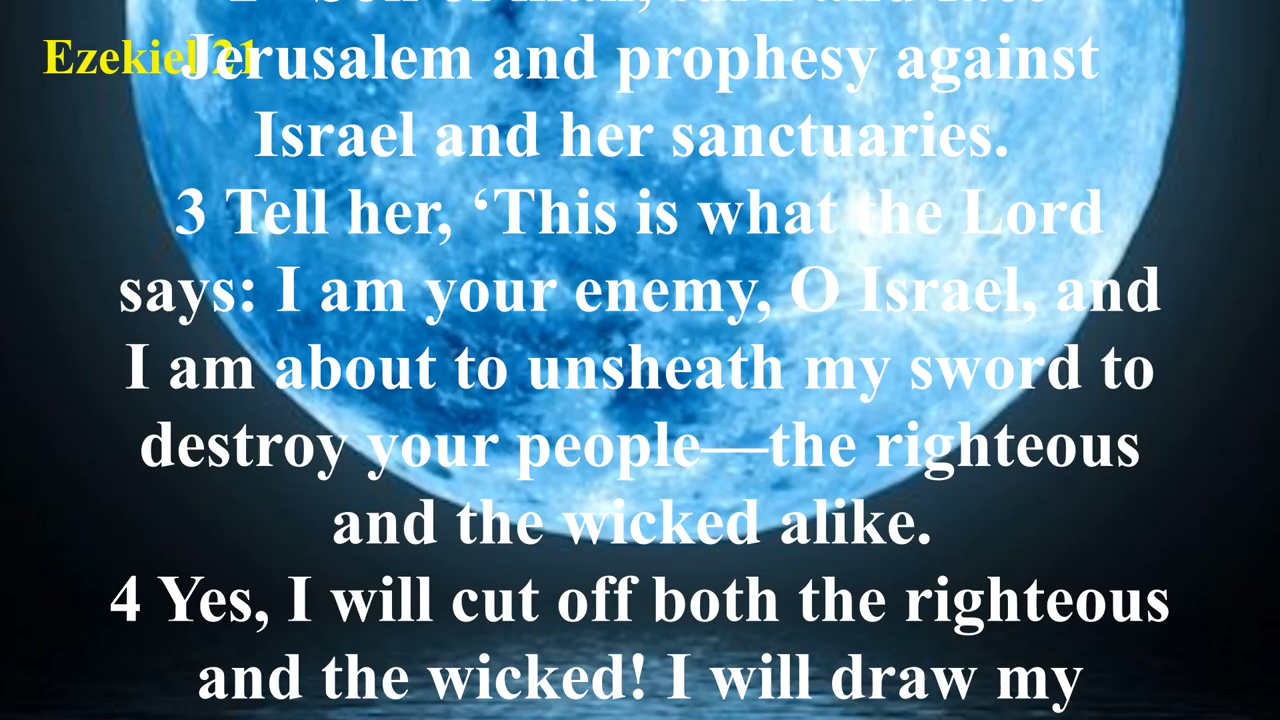 Ezekiel 21
Jerusalem and prophesy against
Israel and her sanctuaries.
3 Tell her, ‘This is what the Lord
says: I am your enemy, O Israel, and
I am about to unsheath my sword to
destroy your people—the righteous
and the wicked alike.
4 Yes, I will cut off both the righteous
and the wicked! I will draw my